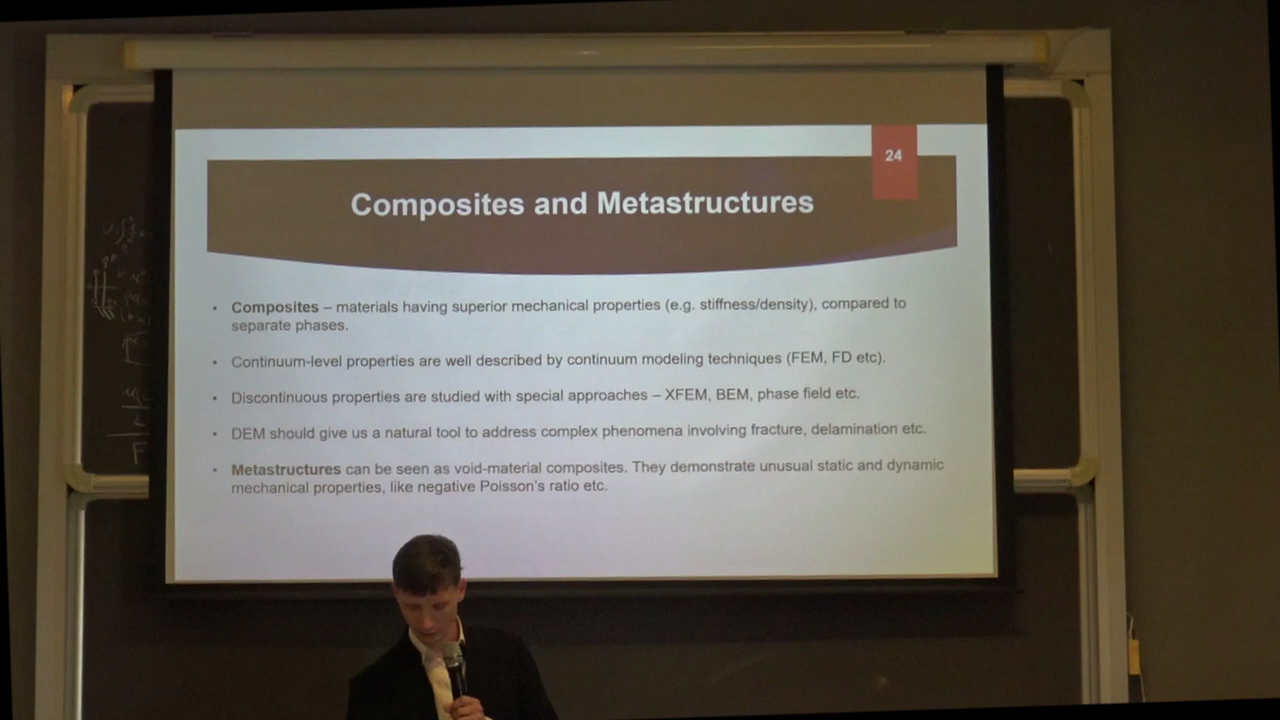 24
Composites and Metastructures
• Composites – materials having superior mechanical properties (e.g. stiffness/density), compared to
separate phases.
• Continuum-level properties are well described by continuum modeling techniques (FEM, FD etc).
• Discontinuous properties are studied with special approaches – XFEM, BEM, phase field etc.
• DEM should give us a natural tool to address complex phenomena involving fracture, delamination etc.
• Metastructures can be seen as void-material composites. They demonstrate unusual static and dynamic
mechanical properties, like negative Poisson's ratio etc.